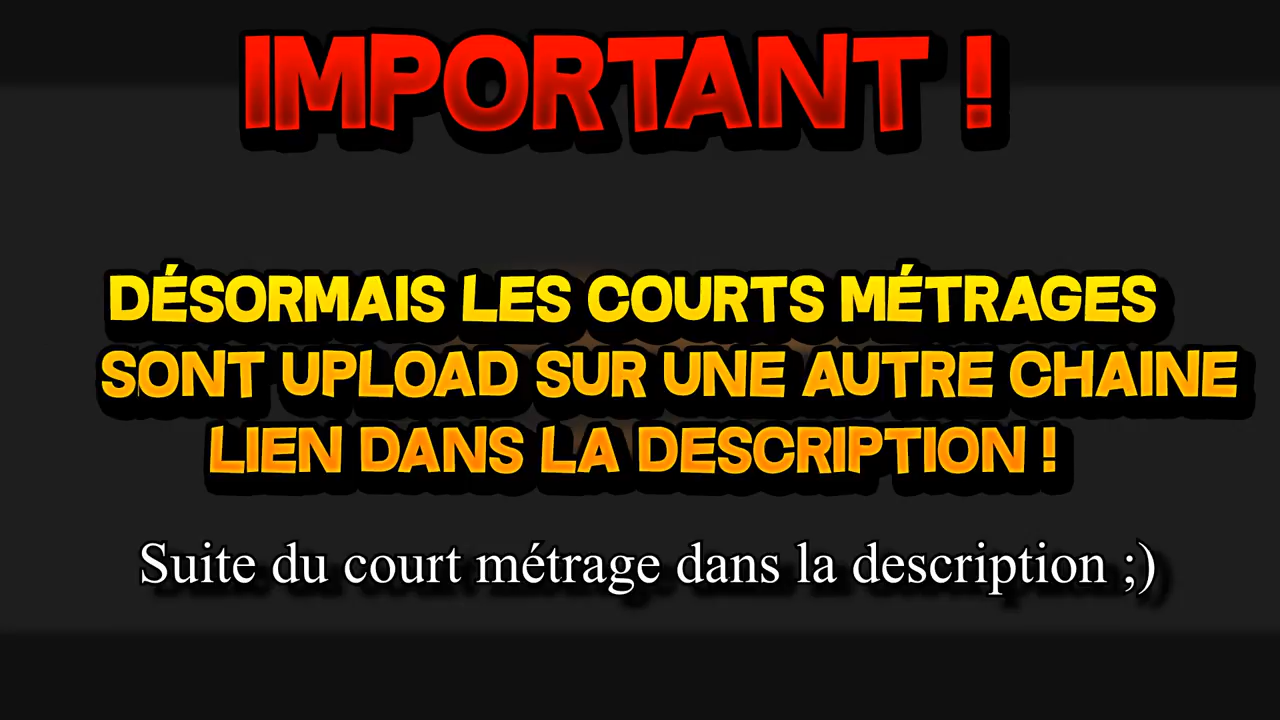 IMPORTANT !
DÉSORMAIS LES COURTS MÉTRAGES
SONT UPLOAD SUR UNE AUTRE CHAINE
LIEN DANS LA DESCRIPTION !
Suite du court métrage dans la description ;)